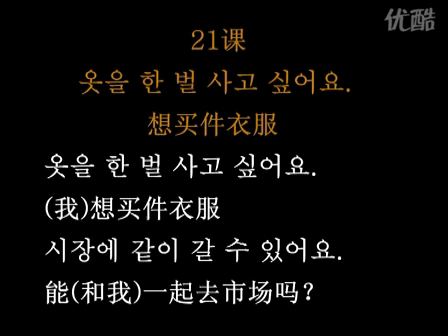 优酷
21课
옷을 한 벌 사고 싶어요.
想买件衣服
옷을 한 벌 사고 싶어요.
(我)想买件衣服
시장에 같이 갈 수 있어요.
能(和我)一起去市场吗?